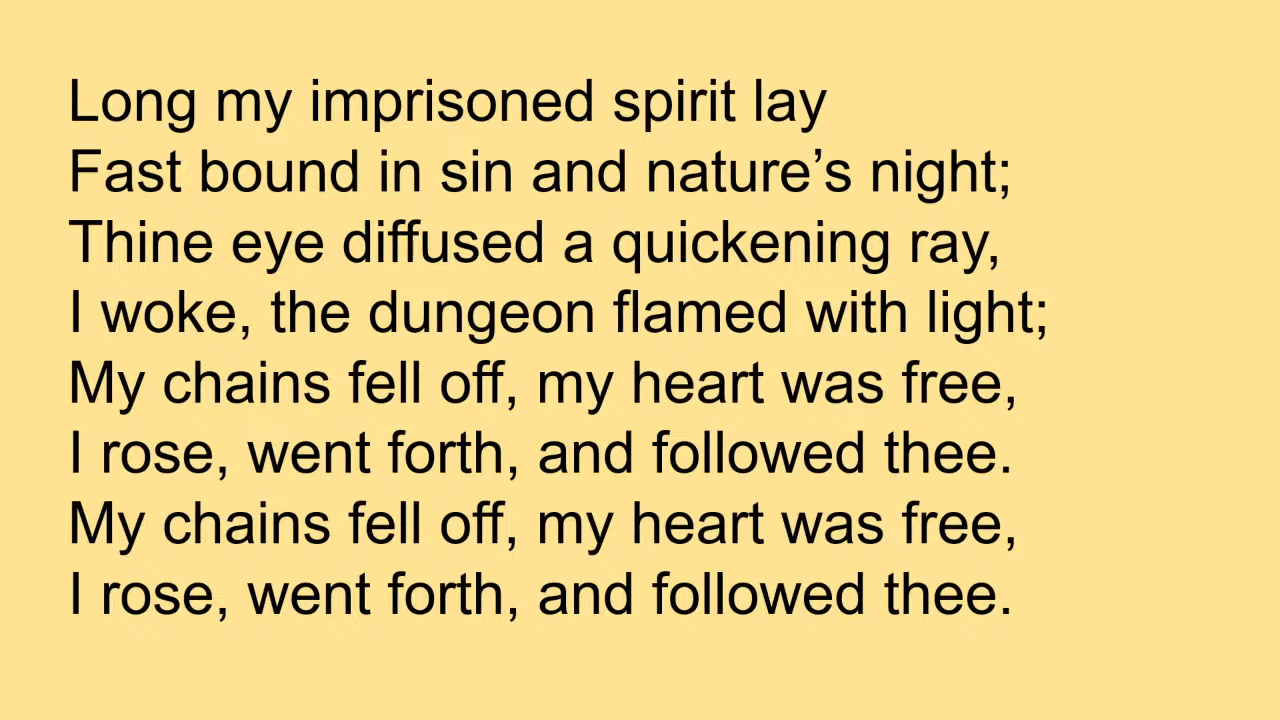 Long my imprisoned spirit lay
Fast bound in sin and nature’s night;
Thine eye diffused a quickening ray,
I woke, the dungeon flamed with light;
My chains fell off, my heart was free,
I rose, went forth, and followed thee.
My chains fell off, my heart was free,
I rose, went forth, and followed thee.